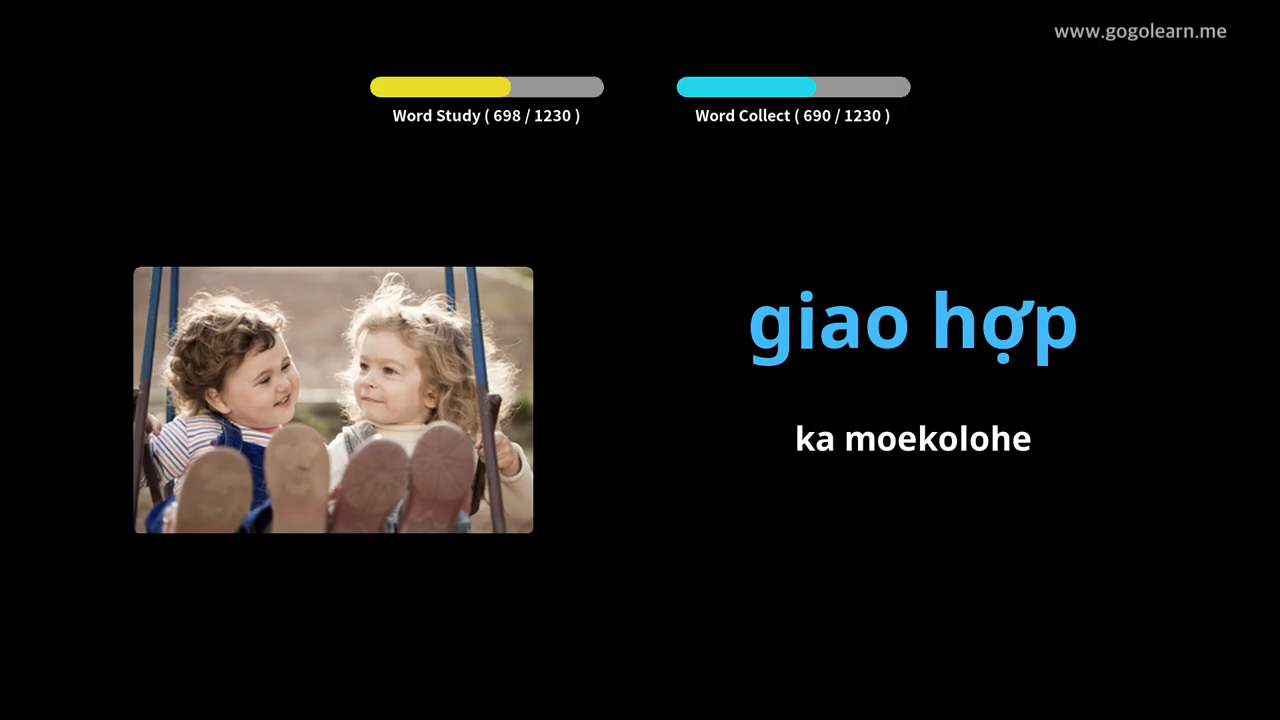 www.gogolearn.me
Word Study ( 698 / 1230 )
Word Collect ( 690 / 1230 )
giao hợp
ka moekolohe